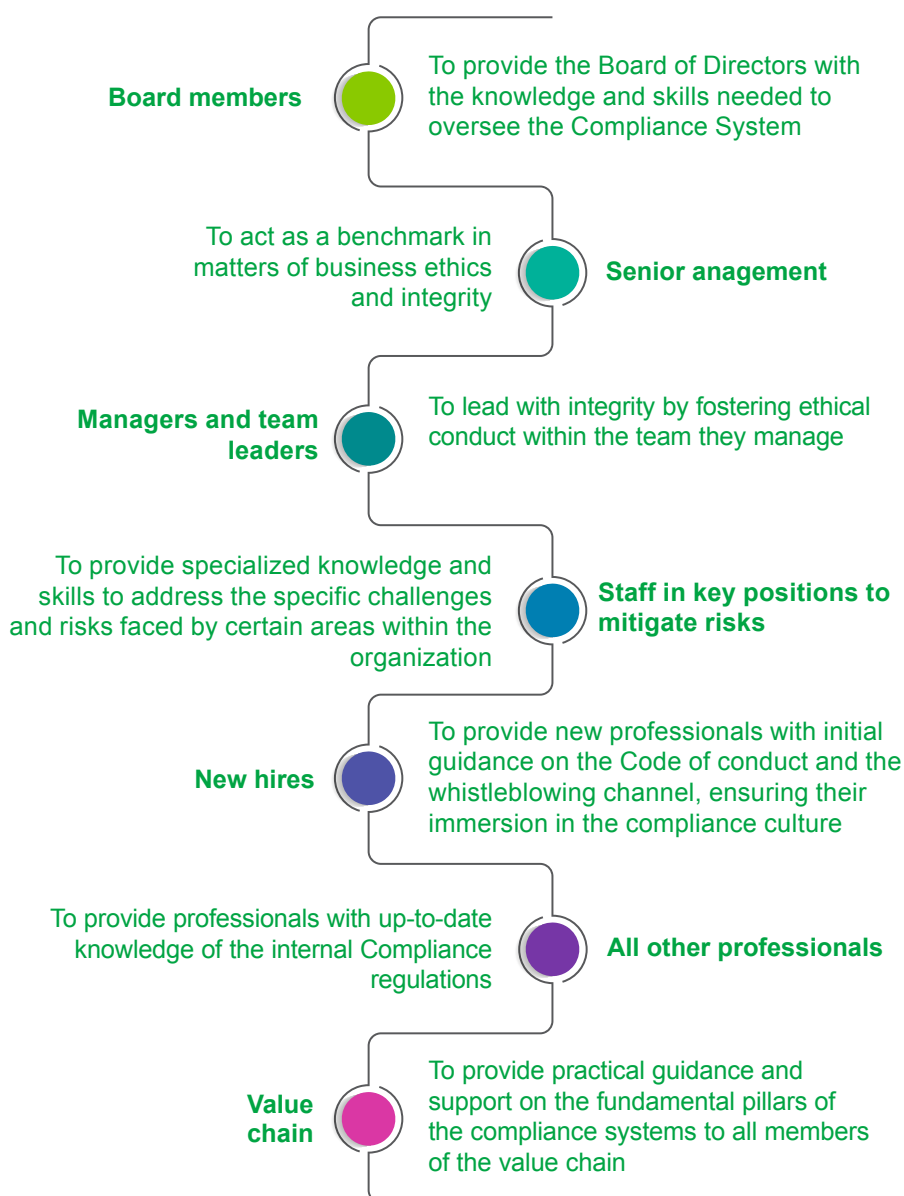 Board members
To provide the Board of Directors with
the knowledge and skills needed to
oversee the Compliance System
To act as a benchmark in
matters of business ethics
and integrity
Senior anagement
Managers and team
leaders
To lead with integrity by fostering ethical
conduct within the team they manage
To provide specialized knowledge and
skills to address the specific challenges
and risks faced by certain areas within the
organization
Staff in key positions to
mitigate risks
New hires
To provide new professionals with initial
guidance on the Code of conduct and the
whistleblowing channel, ensuring their
immersion in the compliance culture
To provide professionals with up-to-date
knowledge of the internal Compliance
regulations
All other professionals
Value
chain
To provide practical guidance and
support on the fundamental pillars of
the compliance systems to all members
of the value chain